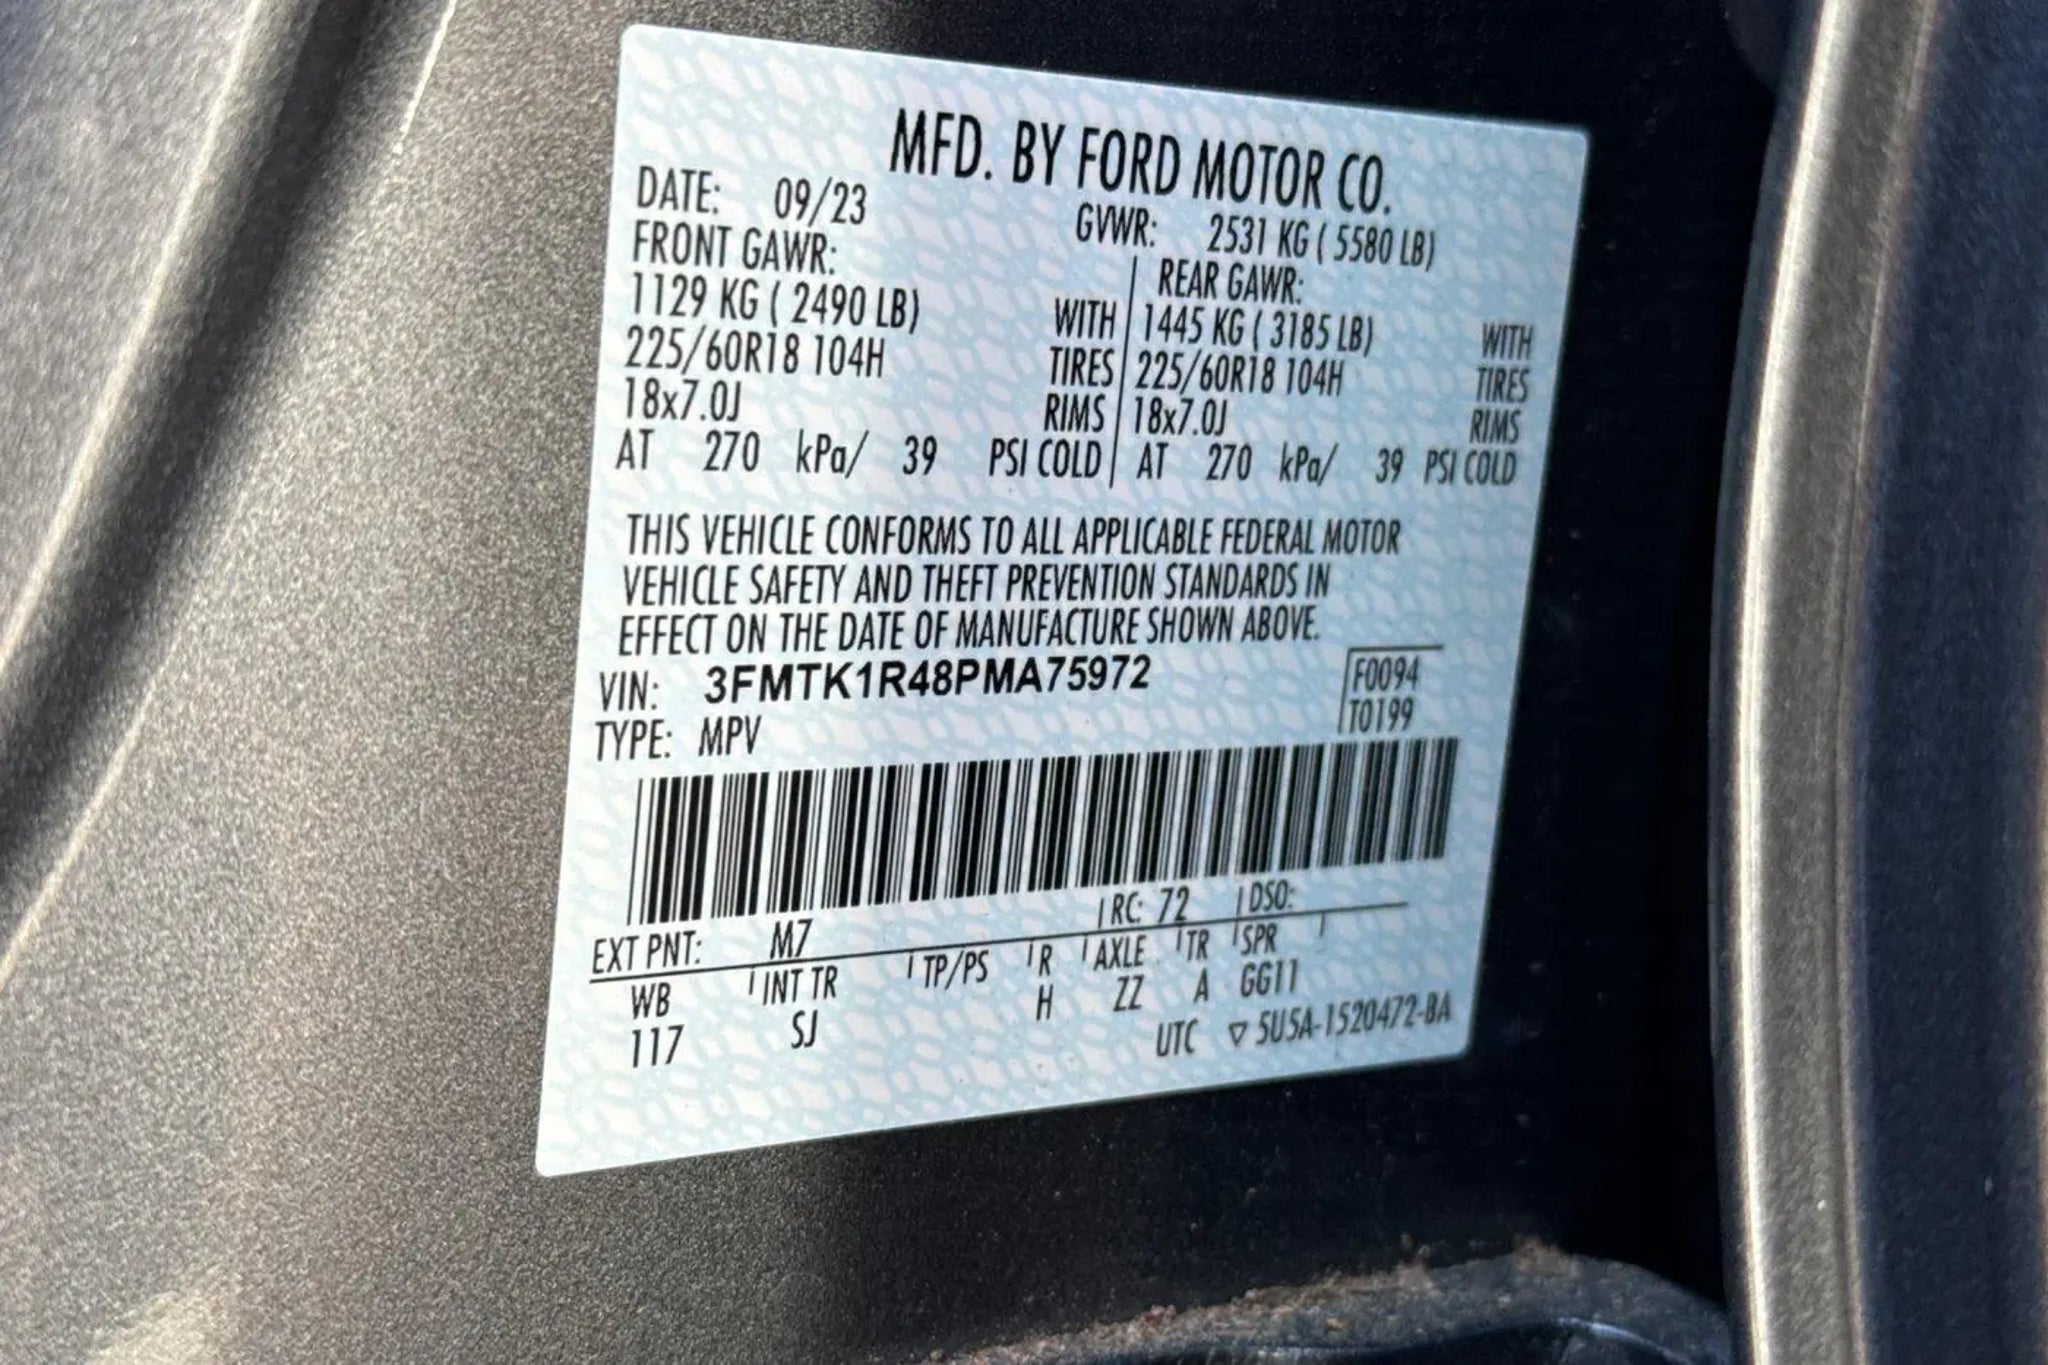 MFD. BY FORD MOTOR CO.
DATE: 09/23 GVWR: 2531 KG ( 5580 LB)
FRONT GAWR: REAR GAWR:
1129 KG ( 2490 LB) WITH 1445 KG ( 3185 LB) WITH
225/60R18 104H TIRES 225/60R18 104H TIRES
18x7.0J RIMS 18x7.0J RIMS
AT 270 kPa/ 39 PSI COLD AT 270 kPa/ 39 PSI COLD
THIS VEHICLE CONFORMS TO ALL APPLICABLE FEDERAL MOTOR
VEHICLE SAFETY AND THEFT PREVENTION STANDARDS IN
EFFECT ON THE DATE OF MANUFACTURE SHOWN ABOVE.
VIN: 3FMTK1R48PMA75972 F0094
TYPE: MPV T0199
EXT PNT: M7 RC: 72 DSO:
WB INT TR TP/PS R AXLE TR SPR
117 SJ H ZZ A GG11
UTC ▽ 5U5A-1520472-BA